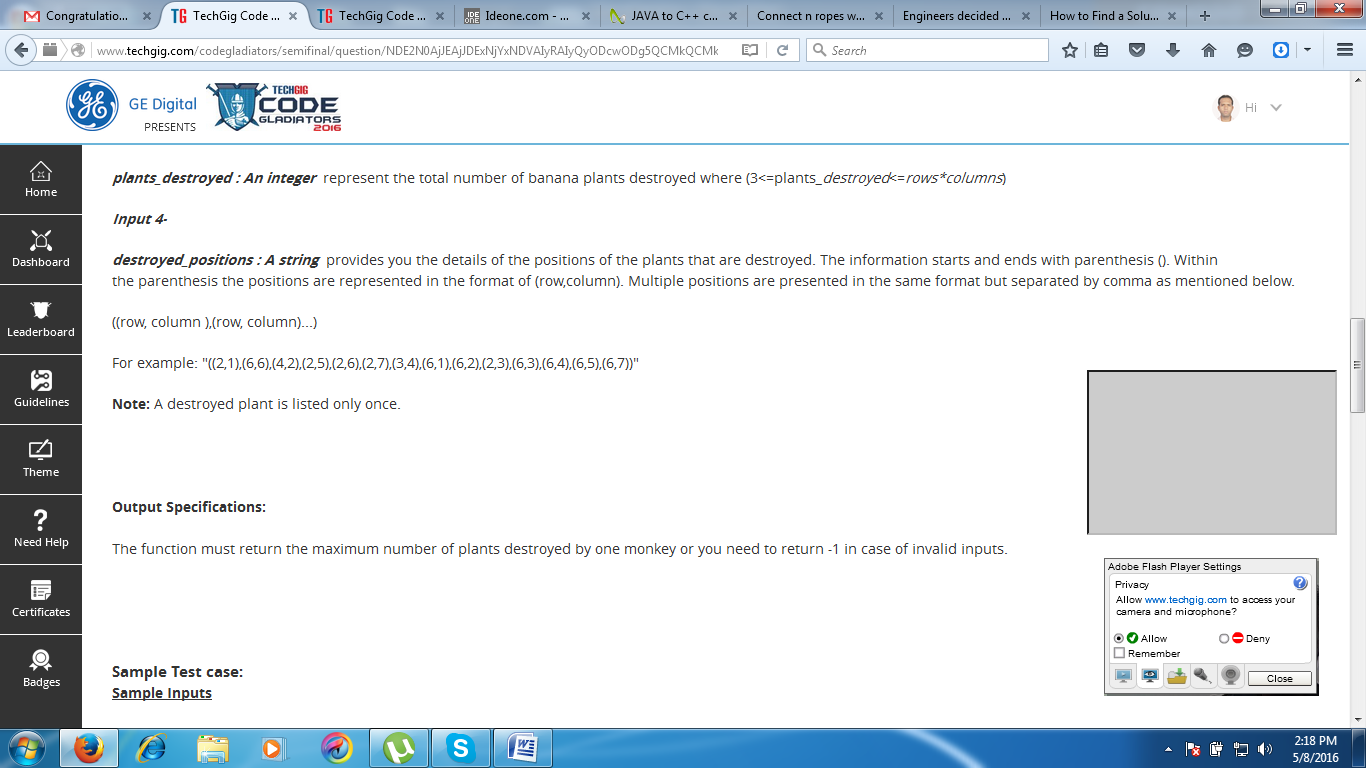 Congratulatio...
TechGig Code ...
TechGig Code ...
Ideone.com - ...
JAVA to C++ c...
Connect n ropes w...
Engineers decided ...
How to Find a Solu...
www.techgig.com/codegladiators/semifinal/question/NDE2N0AjJEAjJDExNjYxNDVAIyRAIyQyODcwODg5QCMkQCMk
Search
GE Digital
PRESENTS
TECHGIG
CODE
GLADIATORS
2016
Hi
Home
Dashboard
Leaderboard
Guidelines
Theme
Need Help
Certificates
Badges
plants_destroyed : An integer represent the total number of banana plants destroyed where (3<=plants_destroyed<=rows*columns)
Input 4-
destroyed_positions : A string provides you the details of the positions of the plants that are destroyed. The information starts and ends with parenthesis (). Within
the parenthesis the positions are represented in the format of (row,column). Multiple positions are presented in the same format but separated by comma as mentioned below.
((row, column ),(row, column)...)
For example: "((2,1),(6,6),(4,2),(2,5),(2,6),(2,7),(3,4),(6,1),(6,2),(2,3),(6,3),(6,4),(6,5),(6,7))"
Note: A destroyed plant is listed only once.
Output Specifications:
The function must return the maximum number of plants destroyed by one monkey or you need to return -1 in case of invalid inputs.
Sample Test case:
Sample Inputs
Adobe Flash Player Settings
Privacy
Allow www.techgig.com to access your
camera and microphone?
Allow
Deny
Remember
Close
2:18 PM
5/8/2016